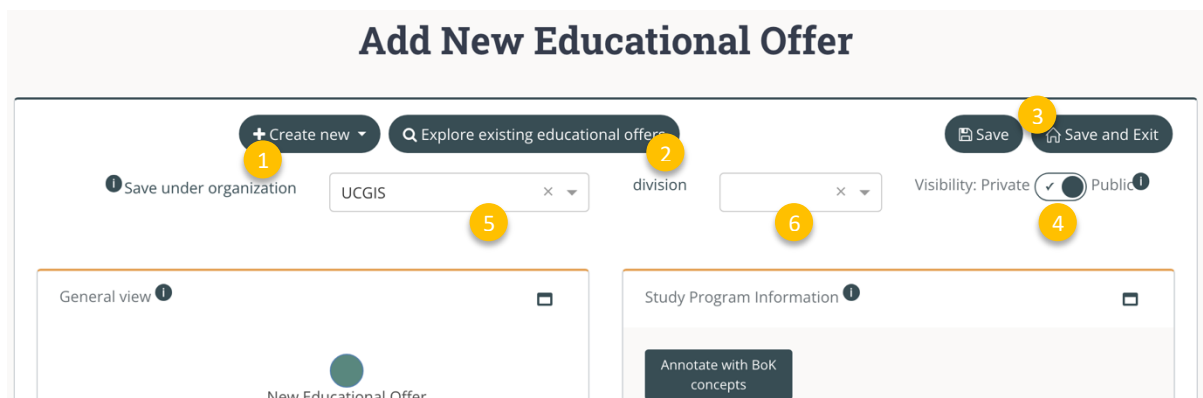 Add New Educational Offer
3
Create new
Explore existing educational offers
Save
Save and Exit
1
2
Save under organization
UCGIS
division
Visibility: Private
Public
5
6
4
General view
Study Program Information
Annotate with BoK
concepts
New Educational Offer